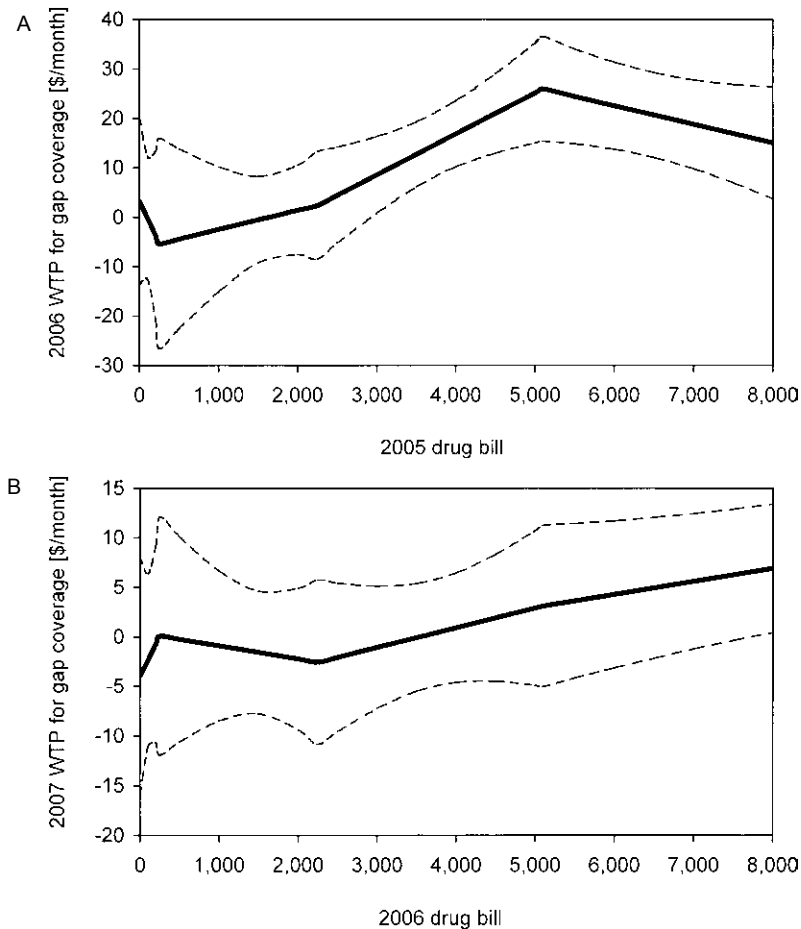 A
2006 WTP for gap coverage [$/month]
40
30
20
10
0
-10
-20
-30
0 1,000 2,000 3,000 4,000 5,000 6,000 7,000 8,000
2005 drug bill
B
2007 WTP for gap coverage [$/month]
15
10
5
0
-5
-10
-15
-20
0 1,000 2,000 3,000 4,000 5,000 6,000 7,000 8,000
2006 drug bill